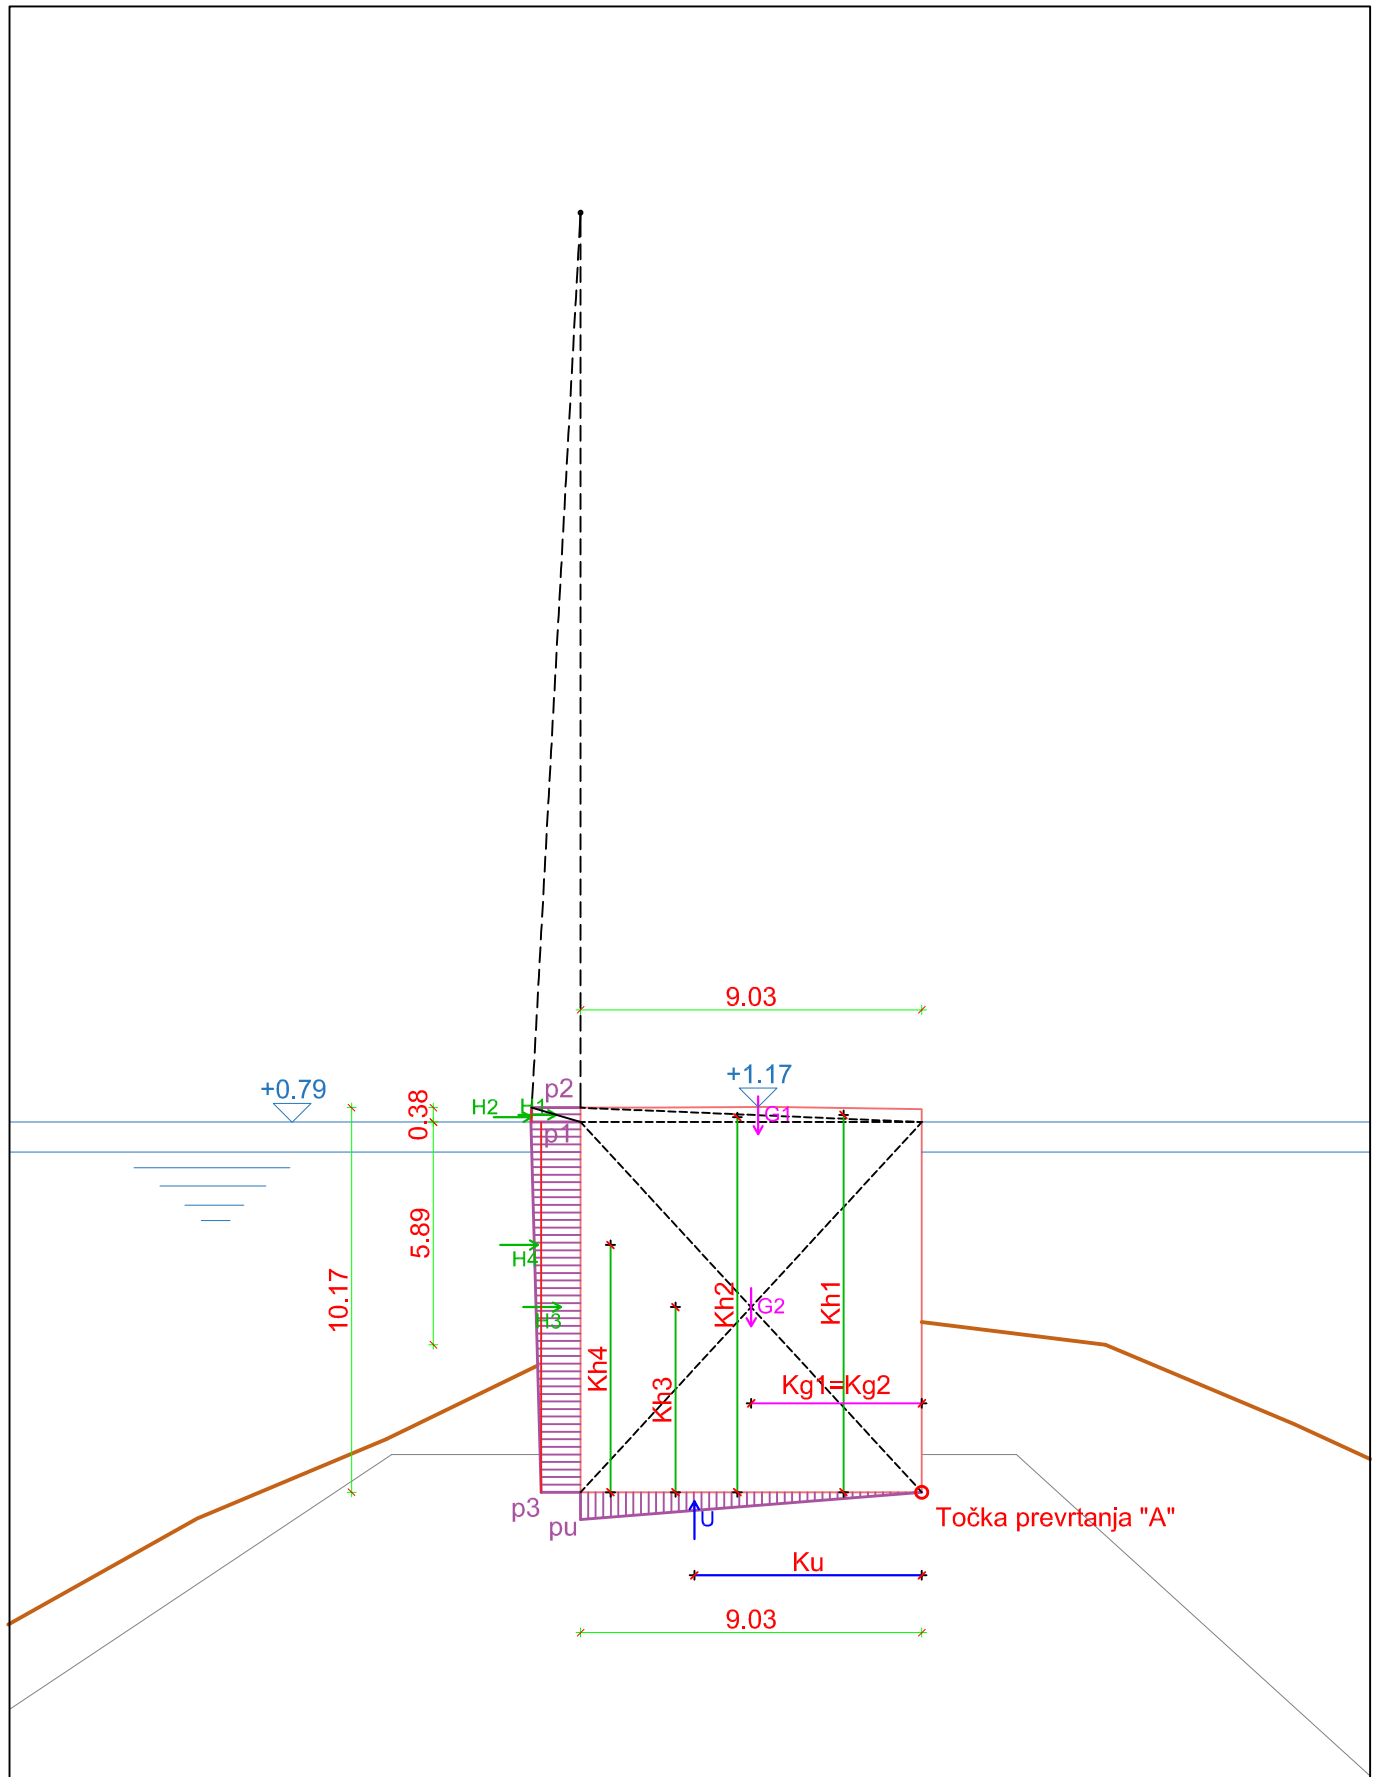 9.03
+0.79
+1.17
p2
0.38
H2
H1
G1
p1
5.89
10.17
H4
H3
Kh2
G2
Kh1
Kh4
Kh3
Kg1=Kg2
p3
pu
U
Točka prevrtanja "A"
Ku
9.03